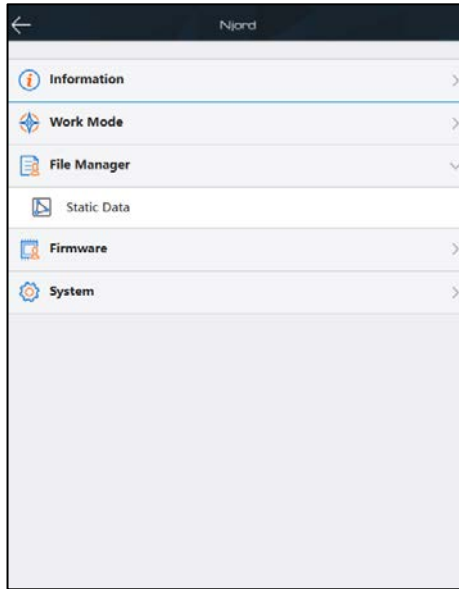 Njord
Information
Work Mode
File Manager
Static Data
Firmware
System